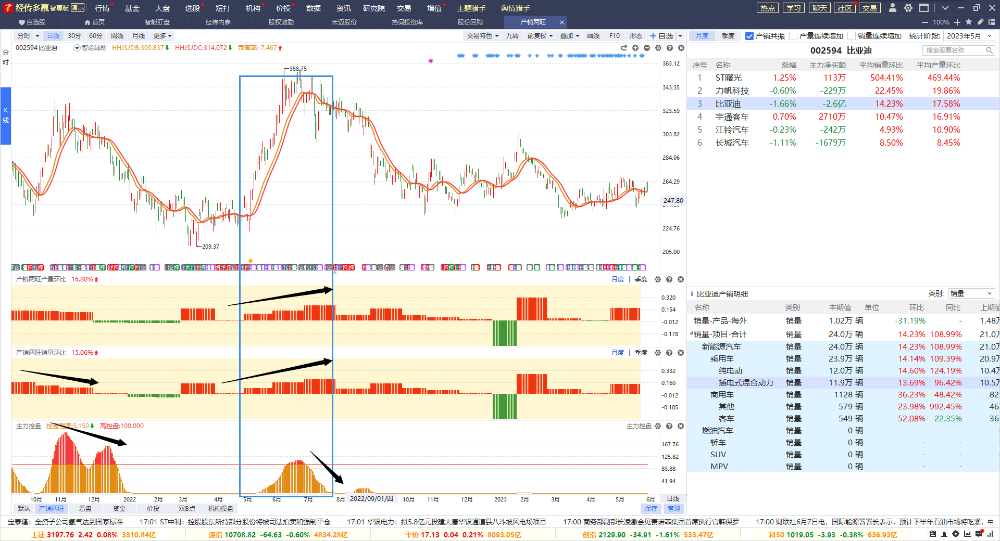 经传多赢 智尊版 演示 行情 基金 大盘 选股 短打 机构 价投 数据 资讯 研究院 交易 增值 主题猎手 舆情猎手 热点 学习 聊天 社区 交易
自选股 首页 智能盯盘 经传内参 股权激励 禾迈股份 热词投资库 股份回购 产销两旺 100%
分时 日线 30分 60分 周线 月线 更多 交易特色 九转 前复权 叠加 画线 F10 形态 自选
002594比亚迪 智能辅助 HHJSJDB:309.837 HHJSJDC:314.072 乖离率:-7.467
分时
K线
358.75
209.37
363.12
343.35
323.59
303.82
284.06
264.29
247.80
224.76
205.00
产销两旺产量环比 16.80% 月度 季度
0.320
0.154
-0.012
-0.178
产销两旺销量环比 15.06% 月度 季度
0.332
0.160
-0.012
-0.185
主力控盘 控盘程度:5.159 高控盘:100.000 主力控盘
167.76
125.82
83.88
41.94
10月 11月 12月 2022 2月 3月 4月 5月 6月 7月 8月 2022/09/01/四 10月 11月 12月 2023 2月 3月 4月 5月 6月 日线
默认 产销两旺 看盘 资金 价投 双B点 机构操盘 保存 管理
月度 季度 产销共振 产量连续增加 销量连续增加 统计阶段: 2023年5月
002594 比亚迪 搜索股票名称
序号 名称 涨幅 主力净买额 平均销量环比 平均产量环比
1 ST曙光 1.25% 113万 504.41% 469.44%
2 力帆科技 -0.60% -229万 22.45% 19.86%
3 比亚迪 -1.66% -2.6亿 14.23% 17.58%
4 宇通客车 0.70% 2710万 10.47% 16.91%
5 江铃汽车 -0.23% -242万 4.93% 10.90%
6 长城汽车 -1.11% -1679万 8.50% 8.45%
比亚迪产销明细 类别: 销量
名称 类别 本期值 单位 环比 同比 上期值
销量-产品-海外 销量 1.02万 辆 -31.19% - 1.48万
销量-项目-合计 销量 24.0万 辆 14.23% 108.99% 21.0万
新能源汽车 销量 24.0万 辆 14.23% 108.99% 21.0万
乘用车 销量 23.9万 辆 14.14% 109.39% 20.9万
纯电动 销量 12.0万 辆 14.60% 124.19% 10.4万
插电式混合动力 销量 11.9万 辆 13.69% 96.42% 10.5万
商用车 销量 1128 辆 36.23% 48.42% 82
其他 销量 579 辆 23.98% 992.45% 46
客车 销量 549 辆 52.08% -22.35% 36
燃油汽车 销量 0 辆 - -
轿车 销量 0 辆 - -
SUV 销量 0 辆 - -
MPV 销量 0 辆 - -
宝泰隆：全资子公司氢气达到国家标准 17:01 ST中利：控股股东所持部分股份将被司法拍卖和强制平仓 17:01 华银电力：拟5.8亿元投建大唐华银通道县八斗坡风电场项目 17:00 商务部副部长凌激会见赛诺菲集团首席执行官韩保罗 17:00 财联社6月7日电，国际能源署署长表示，预计下半年石油市场将吃紧，中
上证 3197.76 2.42 0.08% 3310.84亿 深指 10708.82 -64.63 -0.60% 4834.28亿 平价 17.13 0.04 0.21% 8093.05亿 创指 2129.90 -34.91 -1.61% 533.47亿 科50 1019.05 -3.93 -0.38% 636.93亿